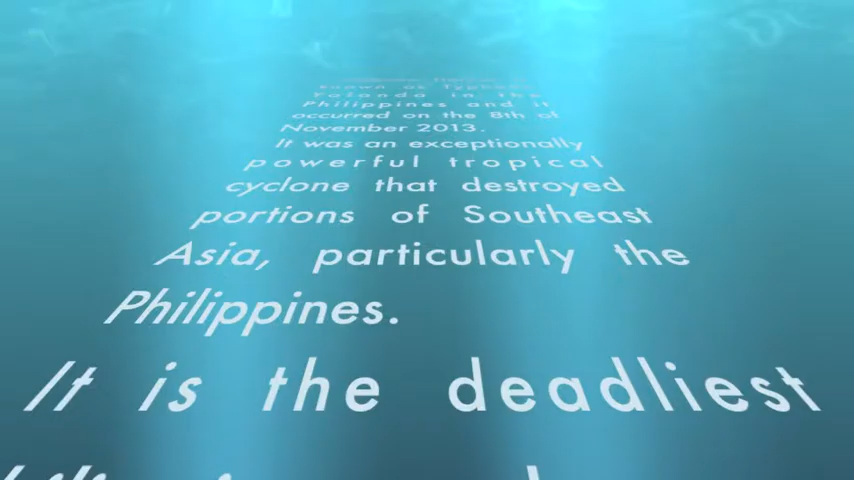 known as Typhoon
Yolanda in the
Philippines and it
occurred on the 8th of
November 2013.
It was an exceptionally
powerful tropical
cyclone that destroyed
portions of Southeast
Asia, particularly the
Philippines.
It is the deadliest